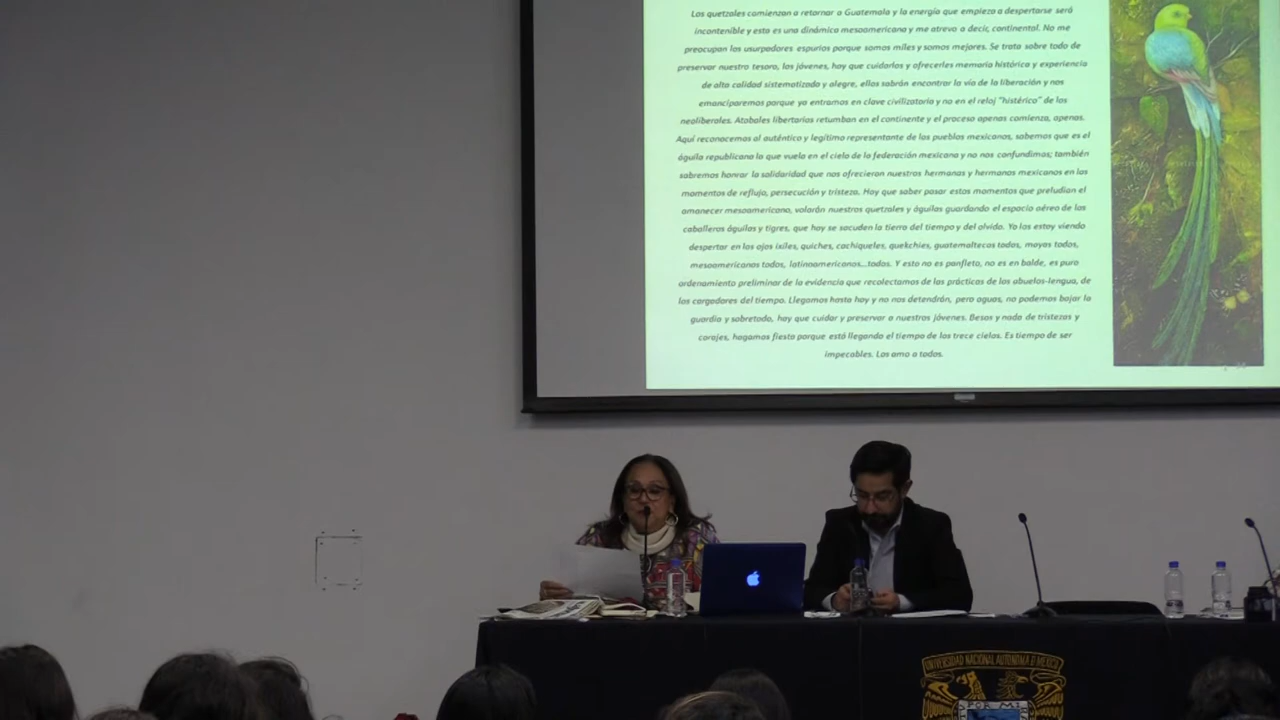 Los quetzales comienzan a retornar a Guatemala y la energía que empieza a despertarse será
incontenible y esta es una dinámica mesoamericana y me atrevo a decir, continental. No me
preocupan los usurpadores espurios porque somos miles y somos mejores. Se trata sobre todo de
preservar nuestro tesoro, los jóvenes, hay que cuidarlos y ofrecerles memoria histórica y experiencia
de alta calidad sistematizada y alegre, ellos sabrán encontrar la vía de la liberación y nos
emanciparemos porque ya entramos en clave civilizatoria y no en el reloj "histérico" de los
neoliberales. Atabales libertarios retumban en el continente y el proceso apenas comienza, apenas.
Aquí reconocemos al auténtico y legítimo representante de los pueblos mexicanos, sabemos que es el
águila republicana la que vuela en el cielo de la federación mexicana y no nos confundimos; también
sabremos honrar la solidaridad que nos ofrecieron nuestros hermanas y hermanos mexicanos en los
momentos de reflujo, persecución y tristeza. Hay que saber pasar estos momentos que preludian el
amanecer mesoamericano, volarán nuestros quetzales y águilas guardando el espacio aéreo de los
caballeros águilas y tigres, que hoy se sacuden la tierra del tiempo y del olvido. Ya los estoy viendo
despertar en los ojos ixiles, quiches, cachiqueles, quekchies, guatemaltecos todos, mayas todos,
mesoamericanos todos, latinoamericanos...todos. Y esto no es panfleto, no es en balde, es puro
ordenamiento preliminar de la evidencia que recolectamos de las prácticas de los abuelos-lengua, de
los cargadores del tiempo. Llegamos hasta hoy y no nos detendrán, pero aguas, no podemos bajar la
guardia y sobretodo, hay que cuidar y preservar a nuestros jóvenes. Besos y nada de tristezas y
corajes, hagamos fiesta porque está llegando el tiempo de los trece cielos. Es tiempo de ser
impecables. Los amo a todos.
UNIVERSIDAD NACIONAL AUTONOMA D MEXICO
POR MI